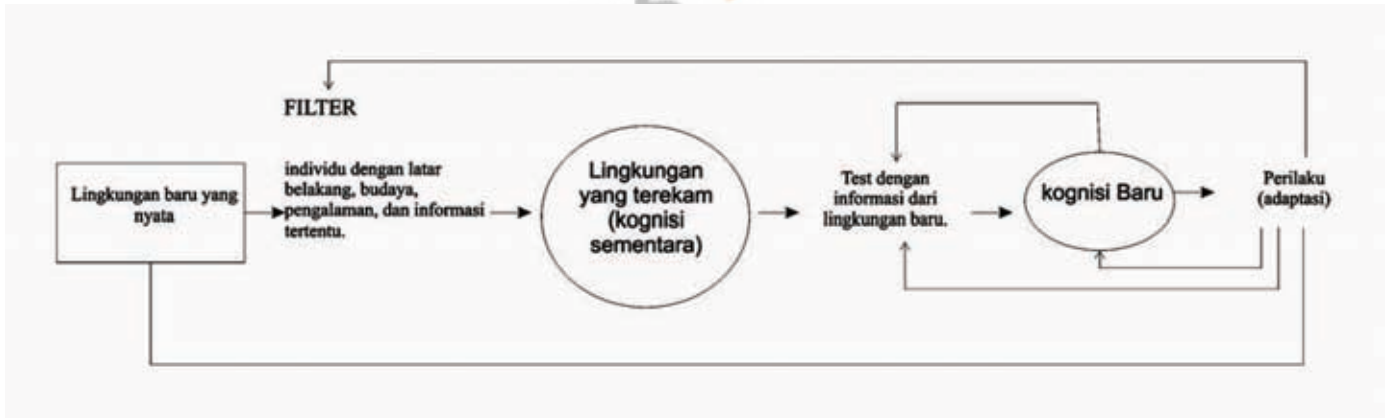 FILTER
Lingkungan baru yang
nyata
individu dengan latar
belakang, budaya,
pengalaman, dan informasi
tertentu.
Lingkungan
yang terekam
(kognisi
sementara)
Test dengan
informasi dari
lingkungan baru.
kognisi Baru
Perilaku
(adaptasi)